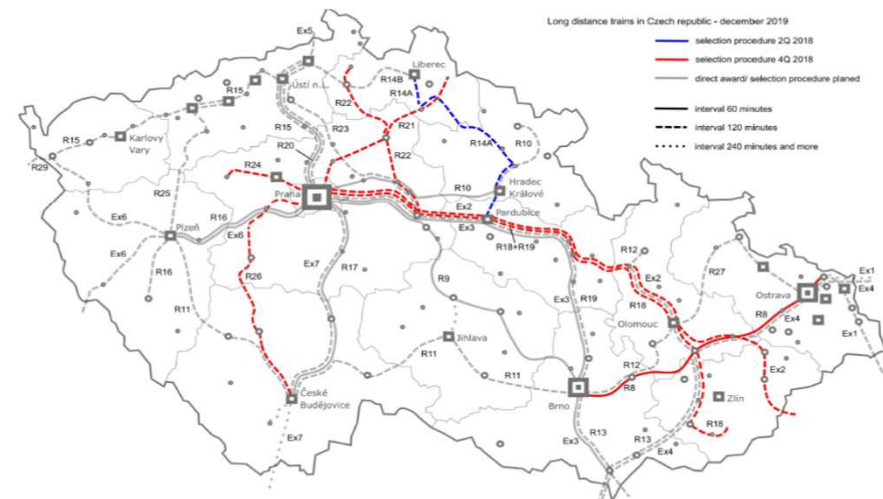 Long distance trains in Czech republic - december 2019
selection procedure 2Q 2018
selection procedure 4Q 2018
direct award/ selection procedure planed
interval 60 minutes
interval 120 minutes
interval 240 minutes and more
Ex5
Liberec
R14B
Ústí n.L.
R15
R14A
R22
R21
R15
R15
Karlovy
Vary
R23
R14A
R10
R20
R22
R29
R24
R10
Hradec
Králové
Praha
R25
Ex2
Pardubice
Ex6
Plzeň
R16
Ex6
Ex3
R18+R19
R12
Ex6
R26
Ex7
R17
Ex2
R27
Ex1
Ex4
R16
R9
Ex3
R19
R18
Ostrava
R11
Olomouc
R8
Ex4
Ex1
Jihlava
R11
R12
R11
R8
Ex2
České
Budějovice
Brno
Zlín
R18
Ex7
Ex3
R13
R13
Ex4